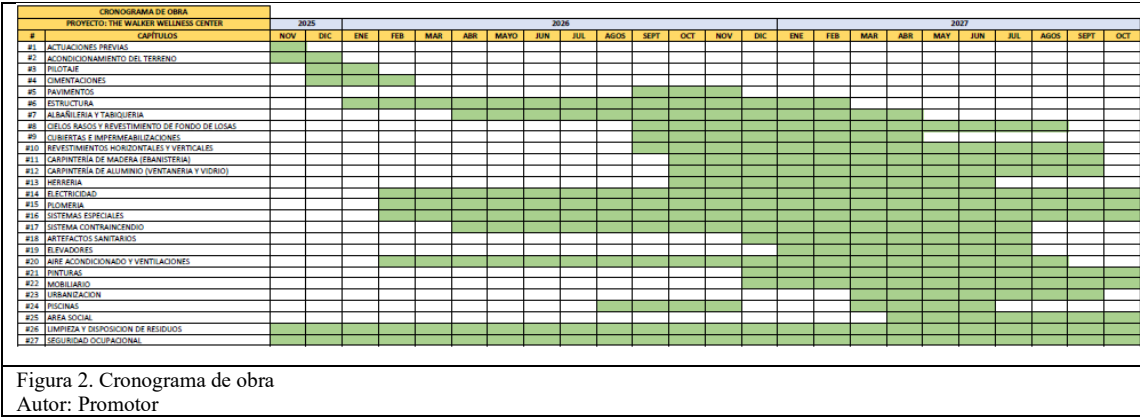 CRONOGRAMA DE OBRA
PROYECTO: THE WALKER WELLNESS CENTER 2025 2026 2027
# CAPÍTULOS NOV DIC ENE FEB MAR ABR MAYO JUN JUL AGOS SEPT OCT NOV DIC ENE FEB MAR ABR MAY JUN JUL AGOS SEPT OCT
#1 ACTUACIONES PREVIAS
#2 ACONDICIONAMIENTO DEL TERRENO
#3 PILOTAJE
#4 CIMENTACIONES
#5 PAVIMENTOS
#6 ESTRUCTURA
#7 ALBAÑILERIA Y TABIQUERIA
#8 CIELOS RASOS Y REVESTIMIENTO DE FONDO DE LOSAS
#9 CUBIERTAS E IMPERMEABILIZACIONES
#10 REVESTIMIENTOS HORIZONTALES Y VERTICALES
#11 CARPINTERÍA DE MADERA (EBANISTERIA)
#12 CARPINTERÍA DE ALUMINIO (VENTANERIA Y VIDRIO)
#13 HERRERIA
#14 ELECTRICIDAD
#15 PLOMERIA
#16 SISTEMAS ESPECIALES
#17 SISTEMA CONTRAINCENDIO
#18 ARTEFACTOS SANITARIOS
#19 ELEVADORES
#20 AIRE ACONDICIONADO Y VENTILACIONES
#21 PINTURAS
#22 MOBILIARIO
#23 URBANIZACION
#24 PISCINAS
#25 AREA SOCIAL
#26 LIMPIEZA Y DISPOSICION DE RESIDUOS
#27 SEGURIDAD OCUPACIONAL
Figura 2. Cronograma de obra
Autor: Promotor